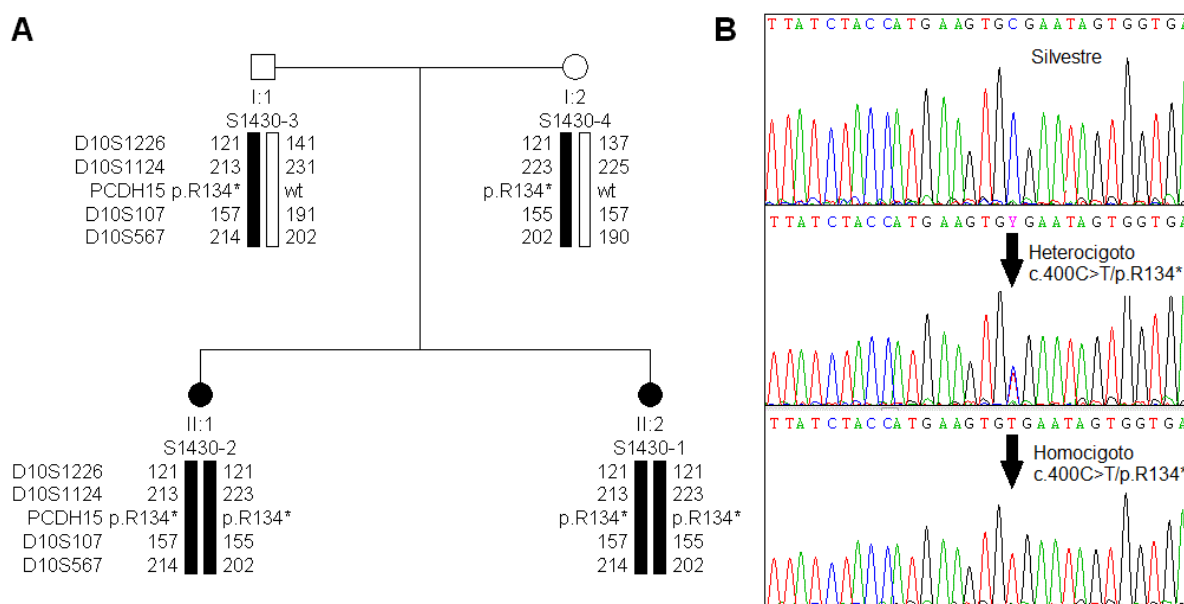 A
I:1
S1430-3
I:2
S1430-4
D10S1226 121 141 121 137
D10S1124 213 231 223 225
PCDH15 p.R134* wt p.R134* wt
D10S107 157 191 155 157
D10S567 214 202 202 190
II:1
S1430-2
II:2
S1430-1
D10S1226 121 121 121 121
D10S1124 213 223 213 223
PCDH15 p.R134* p.R134* p.R134* p.R134*
D10S107 157 155 157 155
D10S567 214 202 214 202
B
T T A T C T A C C A T G A A G T G C G A A T A G T G G T G A
Silvestre
T T A T C T A C C A T G A A G T G Y G A A T A G T G G T G A
Heterocigoto
c.400C>T/p.R134*
T T A T C T A C C A T G A A G T G T G A A T A G T G G T G A
Homocigoto
c.400C>T/p.R134*